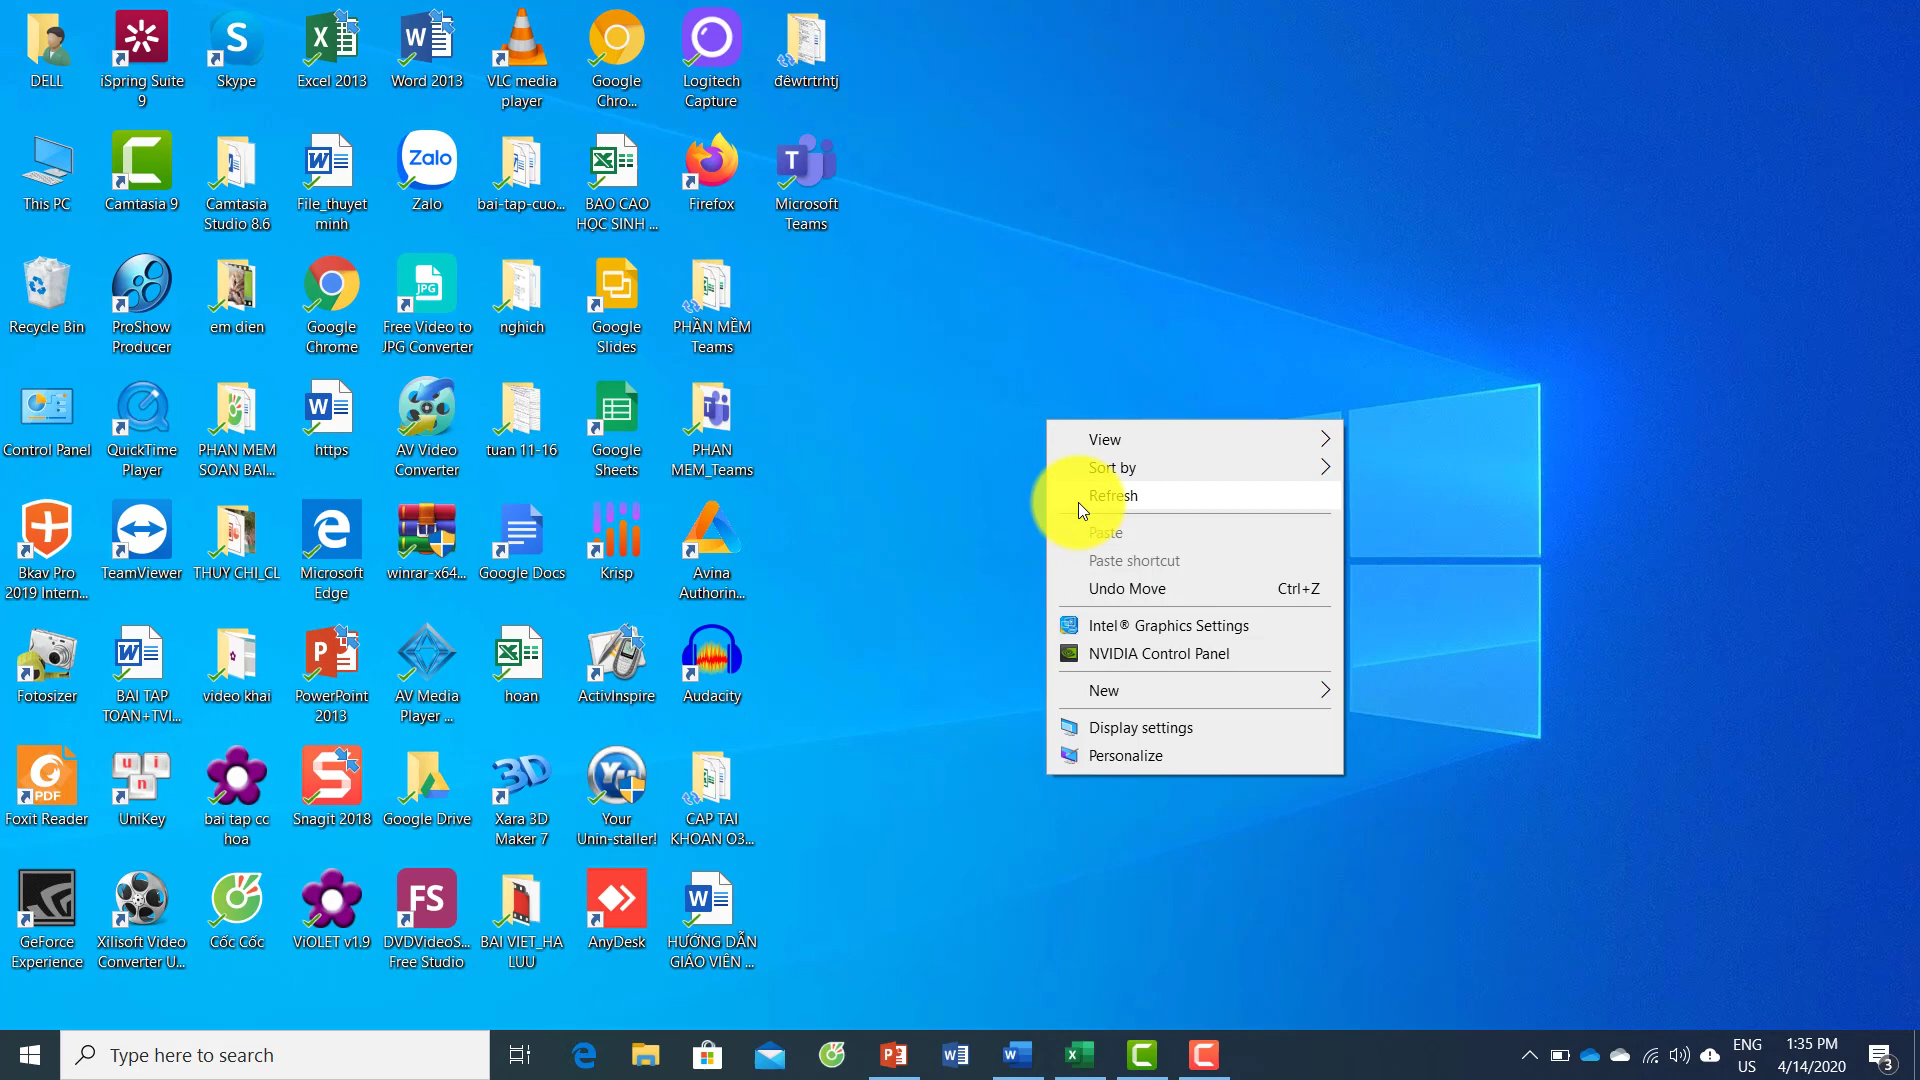 DELL
iSpring Suite
9
Skype
Excel 2013
Word 2013
VLC media
player
Google
Chro...
Logitech
Capture
đêwtrtrhtj
This PC
Camtasia 9
Camtasia
Studio 8.6
File_thuyet
minh
Zalo
Zalo
bai-tap-cuo...
BAO CAO
HỌC SINH ...
Firefox
Microsoft
Teams
Recycle Bin
ProShow
Producer
em dien
Google
Chrome
JPG
Free Video to
JPG Converter
nghich
Google
Slides
PHẦN MỀM
Teams
Control Panel
QuickTime
Player
PHAN MEM
SOAN BAI...
https
AV Video
Converter
tuan 11-16
Google
Sheets
PHAN
MEM_Teams
Bkav Pro
2019 Intern...
TeamViewer
THUY CHI_CL
Microsoft
Edge
winrar-x64...
Google Docs
Krisp
Avina
Authorin...
Fotosizer
BAI TAP
TOAN+TVI...
video khai
PowerPoint
2013
AV Media
Player ...
hoan
ActivInspire
Audacity
PDF
Foxit Reader
UniKey
bai tap cc
hoa
Snagit 2018
Google Drive
3D
Xara 3D
Maker 7
Your
Unin-staller!
CAP TAI
KHOAN O3...
GeForce
Experience
Xilisoft Video
Converter U...
Cốc Cốc
ViOLET v1.9
FS
DVDVideoS...
Free Studio
BAI VIET_HA
LUU
AnyDesk
HƯỚNG DẪN
GIÁO VIÊN ...
View
Sort by
Refresh
Paste
Paste shortcut
Undo Move Ctrl+Z
Intel® Graphics Settings
NVIDIA Control Panel
New
Display settings
Personalize
Type here to search
ENG
US
1:35 PM
4/14/2020
3